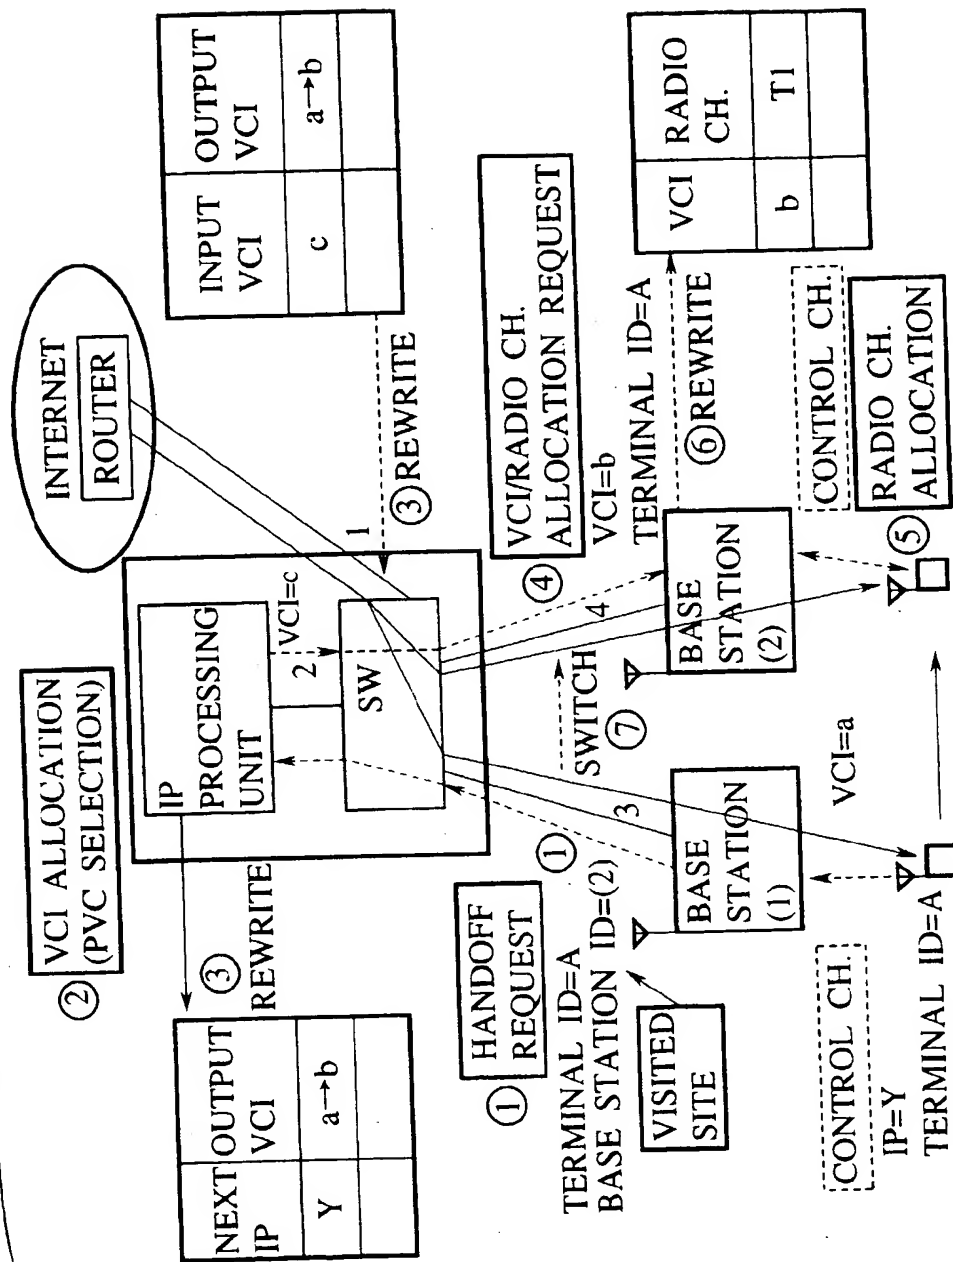 ② VCI ALLOCATION
(PVC SELECTION)
INTERNET
ROUTER
NEXT IP
OUTPUT VCI
Y
a→b
③
REWRITE
IP
PROCESSING
UNIT
VCI=c
2
SW
1
③REWRITE
INPUT VCI
OUTPUT VCI
c
a→b
① HANDOFF
REQUEST
TERMINAL ID=A
BASE STATION ID=(2)
①
VISITED
SITE
3
SWITCH
⑦
4
④ VCI/RADIO CH.
ALLOCATION REQUEST
VCI=b
TERMINAL ID=A
⑥REWRITE
VCI
RADIO CH.
b
T1
BASE
STATION
(1)
BASE
STATION
(2)
CONTROL CH.
IP=Y
TERMINAL ID=A
VCI=a
CONTROL CH.
⑤ RADIO CH.
ALLOCATION